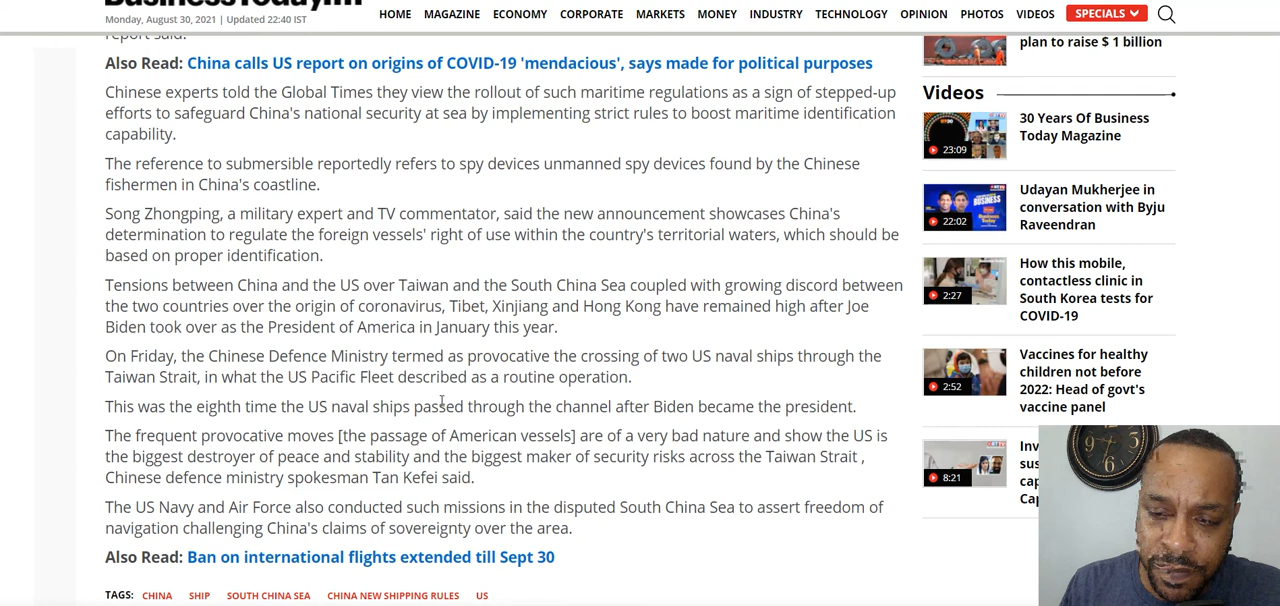 BusinessToday.In
Monday, August 30, 2021 | Updated 22:40 IST
HOME MAGAZINE ECONOMY CORPORATE MARKETS MONEY INDUSTRY TECHNOLOGY OPINION PHOTOS VIDEOS SPECIALS
report said.
Also Read: China calls US report on origins of COVID-19 'mendacious', says made for political purposes
Chinese experts told the Global Times they view the rollout of such maritime regulations as a sign of stepped-up
efforts to safeguard China's national security at sea by implementing strict rules to boost maritime identification
capability.
The reference to submersible reportedly refers to spy devices unmanned spy devices found by the Chinese
fishermen in China's coastline.
Song Zhongping, a military expert and TV commentator, said the new announcement showcases China's
determination to regulate the foreign vessels' right of use within the country's territorial waters, which should be
based on proper identification.
Tensions between China and the US over Taiwan and the South China Sea coupled with growing discord between
the two countries over the origin of coronavirus, Tibet, Xinjiang and Hong Kong have remained high after Joe
Biden took over as the President of America in January this year.
On Friday, the Chinese Defence Ministry termed as provocative the crossing of two US naval ships through the
Taiwan Strait, in what the US Pacific Fleet described as a routine operation.
This was the eighth time the US naval ships passed through the channel after Biden became the president.
The frequent provocative moves [the passage of American vessels] are of a very bad nature and show the US is
the biggest destroyer of peace and stability and the biggest maker of security risks across the Taiwan Strait ,
Chinese defence ministry spokesman Tan Kefei said.
The US Navy and Air Force also conducted such missions in the disputed South China Sea to assert freedom of
navigation challenging China's claims of sovereignty over the area.
Also Read: Ban on international flights extended till Sept 30
TAGS: CHINA SHIP SOUTH CHINA SEA CHINA NEW SHIPPING RULES US
plan to raise $ 1 billion
Videos
30 Years Of Business
Today Magazine
23:09
Udayan Mukherjee in
conversation with Byju
Raveendran
22:02
How this mobile,
contactless clinic in
South Korea tests for
COVID-19
2:27
Vaccines for healthy
children not before
2022: Head of govt's
vaccine panel
2:52
8:21